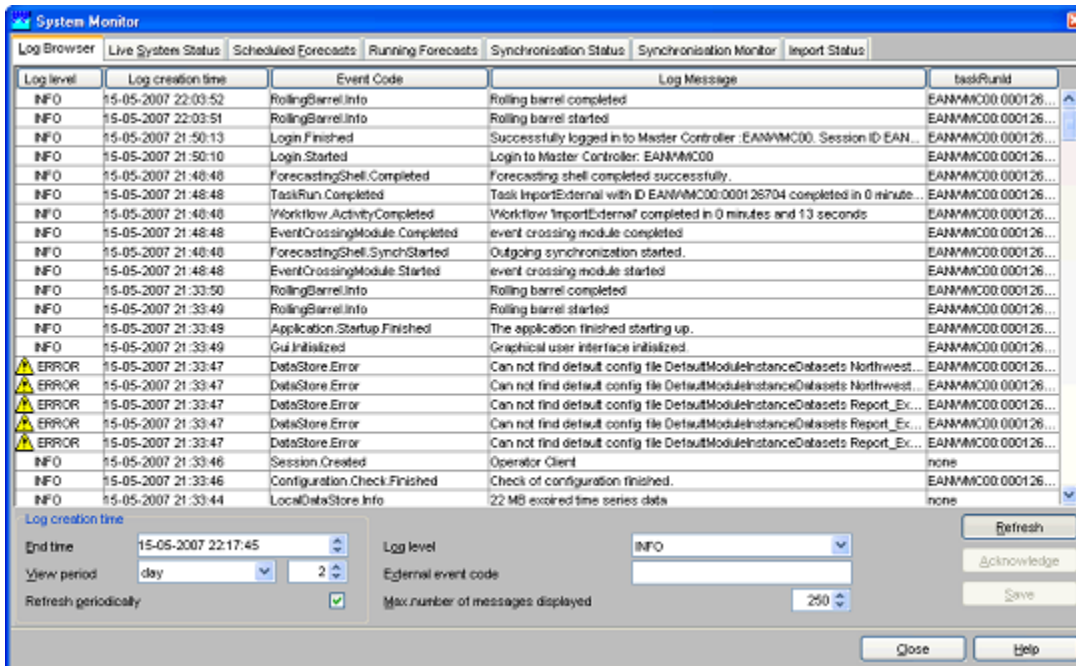 System Monitor
Log Browser Live System Status Scheduled Forecasts Running Forecasts Synchronisation Status Synchronisation Monitor Import Status
Log level Log creation time Event Code Log Message taskRunId
INFO 15-05-2007 22:03:52 RollingBarrel.Info Rolling barrel completed EANWMC00:000126...
INFO 15-05-2007 22:03:51 RollingBarrel.Info Rolling barrel started EANWMC00:000126...
INFO 15-05-2007 21:50:13 Login.Finished Successfully logged in to Master Controller :EANWMC00. Session ID EAN... EANWMC00:000126...
INFO 15-05-2007 21:50:10 Login.Started Login to Master Controller: EANWMC00 EANWMC00:000126...
INFO 15-05-2007 21:48:48 ForecastingShell.Completed Forecasting shell completed successfully. EANWMC00:000126...
INFO 15-05-2007 21:48:48 TaskRun.Completed Task ImportExternal with ID EANWMC00:000126704 completed in 0 minute... EANWMC00:000126...
INFO 15-05-2007 21:48:48 Workflow.ActivityCompleted Workflow 'ImportExternal' completed in 0 minutes and 13 seconds EANWMC00:000126...
INFO 15-05-2007 21:48:48 EventCrossingModule.Completed event crossing module completed EANWMC00:000126...
INFO 15-05-2007 21:48:48 ForecastingShell.SynchStarted Outgoing synchronization started. EANWMC00:000126...
INFO 15-05-2007 21:48:48 EventCrossingModule.Started event crossing module started EANWMC00:000126...
INFO 15-05-2007 21:33:50 RollingBarrel.Info Rolling barrel completed EANWMC00:000126...
INFO 15-05-2007 21:33:49 RollingBarrel.Info Rolling barrel started EANWMC00:000126...
INFO 15-05-2007 21:33:49 Application.Startup.Finished The application finished starting up. EANWMC00:000126...
INFO 15-05-2007 21:33:49 Gui.Initialized Graphical user interface initialized. EANWMC00:000126...
ERROR 15-05-2007 21:33:47 DataStore.Error Can not find default config file DefaultModuleInstanceDatasets Northwest... EANWMC00:000126...
ERROR 15-05-2007 21:33:47 DataStore.Error Can not find default config file DefaultModuleInstanceDatasets Northwest... EANWMC00:000126...
ERROR 15-05-2007 21:33:47 DataStore.Error Can not find default config file DefaultModuleInstanceDatasets Report_Ex... EANWMC00:000126...
ERROR 15-05-2007 21:33:47 DataStore.Error Can not find default config file DefaultModuleInstanceDatasets Report_Ex... EANWMC00:000126...
ERROR 15-05-2007 21:33:47 DataStore.Error Can not find default config file DefaultModuleInstanceDatasets Report_Ex... EANWMC00:000126...
INFO 15-05-2007 21:33:46 Session.Created Operator Client none
INFO 15-05-2007 21:33:46 Configuration.Check.Finished Check of configuration finished. EANWMC00:000126...
INFO 15-05-2007 21:33:44 LocalDataStore.Info 22 MB expired time series data none
Log creation time
End time 15-05-2007 22:17:45 Log level INFO Refresh
View period day 2 External event code Acknowledge
Refresh periodically Max.number of messages displayed 250 Save
Close Help